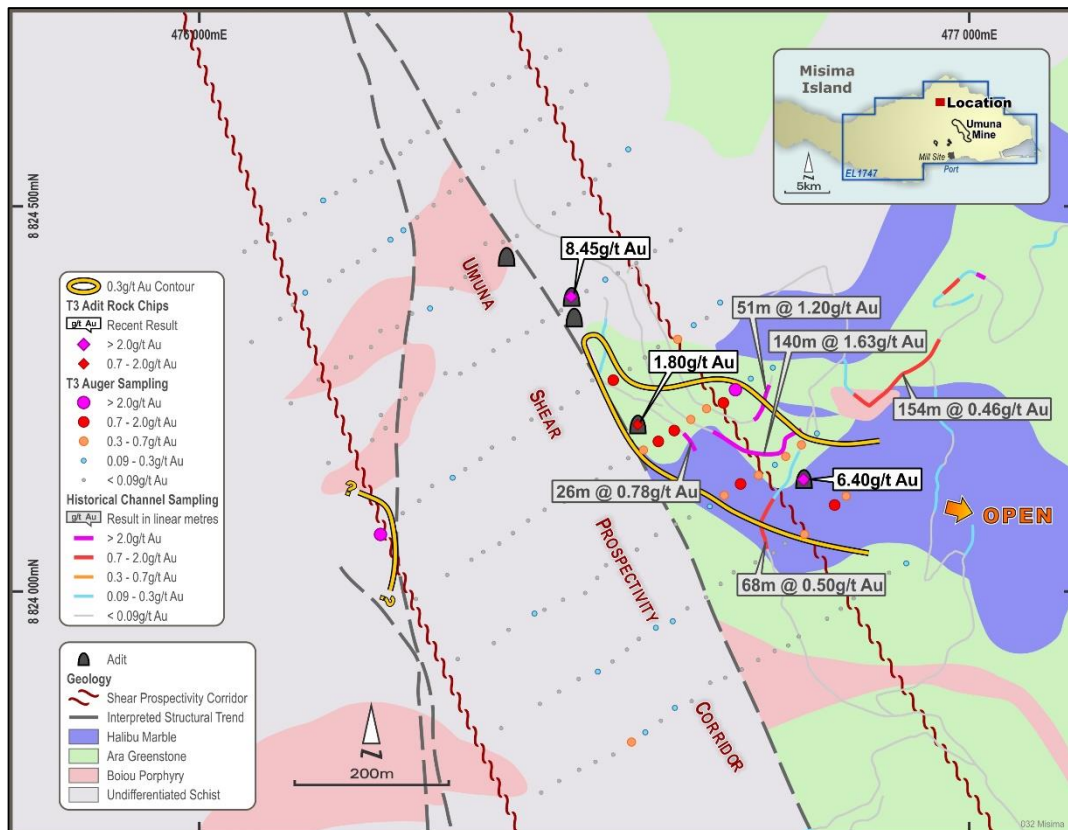 476 000mE
477 000mE
8 824 500mN
8 824 000mN
Misima
Island
Location
Umuna
Mine
Mill Site
Port
EL1747
N
5km
8.45g/t Au
UMUNA
SHEAR
PROSPECTIVITY
CORRIDOR
51m @ 1.20g/t Au
140m @ 1.63g/t Au
1.80g/t Au
154m @ 0.46g/t Au
26m @ 0.78g/t Au
6.40g/t Au
OPEN
68m @ 0.50g/t Au
?
?
0.3g/t Au Contour
T3 Adit Rock Chips
g/t Au Recent Result
> 2.0g/t Au
0.7 - 2.0g/t Au
T3 Auger Sampling
> 2.0g/t Au
0.7 - 2.0g/t Au
0.3 - 0.7g/t Au
0.09 - 0.3g/t Au
< 0.09g/t Au
Historical Channel Sampling
g/t Au Result in linear metres
> 2.0g/t Au
0.7 - 2.0g/t Au
0.3 - 0.7g/t Au
0.09 - 0.3g/t Au
< 0.09g/t Au
Adit
Geology
Shear Prospectivity Corridor
Interpreted Structural Trend
Halibu Marble
Ara Greenstone
Boiou Porphyry
Undifferentiated Schist
N
200m
032 Misima